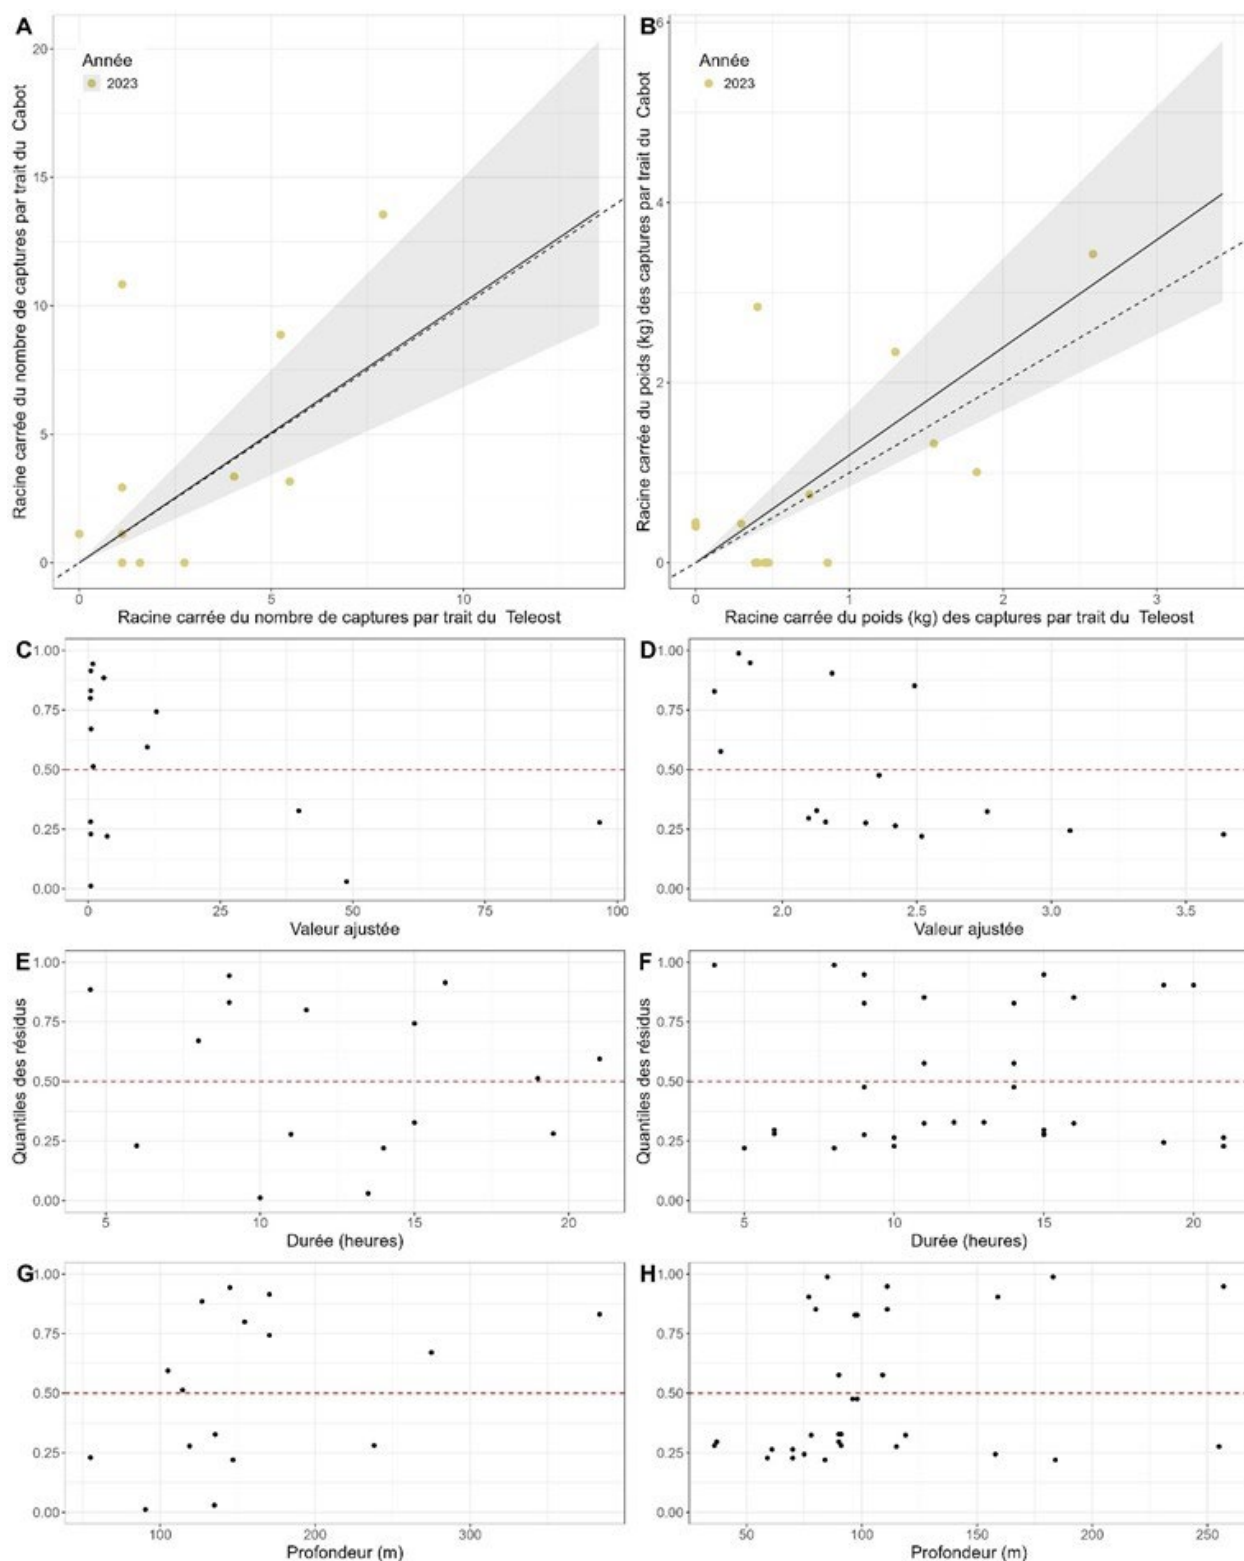 A
B
Année
2023
Année
2023
Racine carrée du nombre de captures par trait du Cabot
Racine carrée du poids (kg) des captures par trait du Cabot
20
15
10
5
0
6
4
2
0
0 5 10
0 1 2 3
Racine carrée du nombre de captures par trait du Teleost
Racine carrée du poids (kg) des captures par trait du Teleost
C
D
1.00
0.75
0.50
0.25
0.00
1.00
0.75
0.50
0.25
0.00
0 25 50 75 100
2.0 2.5 3.0 3.5
Valeur ajustée
Valeur ajustée
E
F
Quantiles des résidus
Quantiles des résidus
1.00
0.75
0.50
0.25
0.00
1.00
0.75
0.50
0.25
0.00
5 10 15 20
5 10 15 20
Durée (heures)
Durée (heures)
G
H
1.00
0.75
0.50
0.25
0.00
1.00
0.75
0.50
0.25
0.00
100 200 300
50 100 150 200 250
Profondeur (m)
Profondeur (m)